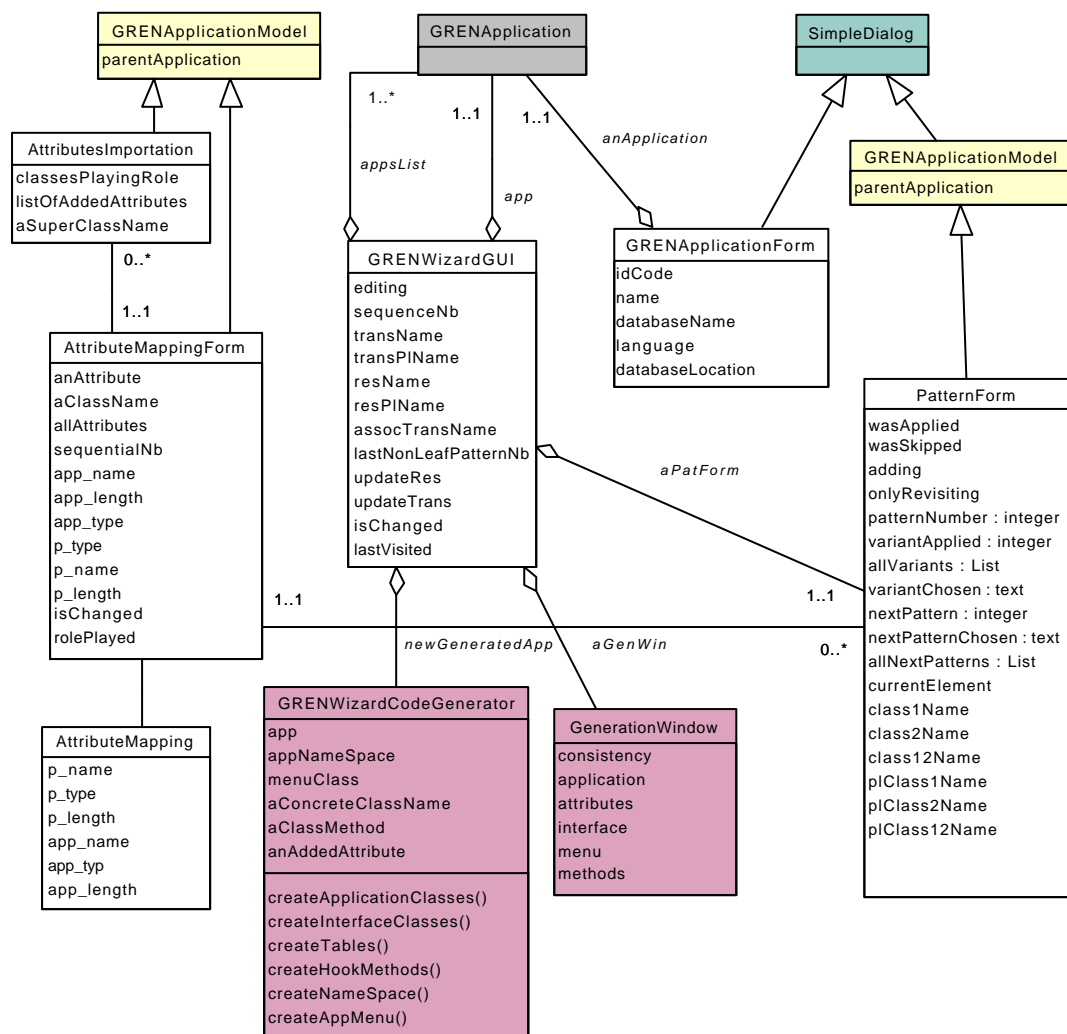 GRENApplicationModel
parentApplication
GRENApplication
SimpleDialog
1..*
1..1
1..1
anApplication
appsList
app
AttributesImportation
classesPlayingRole
listOfAddedAttributes
aSuperClassName
GRENApplicationModel
parentApplication
0..*
1..1
GRENWizardGUI
editing
sequenceNb
transName
transPlName
resName
resPlName
assocTransName
lastNonLeafPatternNb
updateRes
updateTrans
isChanged
lastVisited
GRENApplicationForm
idCode
name
databaseName
language
databaseLocation
AttributeMappingForm
anAttribute
aClassName
allAttributes
sequentialNb
app_name
app_length
app_type
p_type
p_name
p_length
isChanged
rolePlayed
PatternForm
wasApplied
wasSkipped
adding
onlyRevisiting
patternNumber : integer
variantApplied : integer
allVariants : List
variantChosen : text
nextPattern : integer
nextPatternChosen : text
allNextPatterns : List
currentElement
class1Name
class2Name
class12Name
plClass1Name
plClass2Name
plClass12Name
aPatForm
1..1
1..1
0..*
newGeneratedApp
aGenWin
AttributeMapping
p_name
p_type
p_length
app_name
app_typ
app_length
GRENWizardCodeGenerator
app
appNameSpace
menuClass
aConcreteClassName
aClassMethod
anAddedAttribute
createApplicationClasses()
createInterfaceClasses()
createTables()
createHookMethods()
createNameSpace()
createAppMenu()
GenerationWindow
consistency
application
attributes
interface
menu
methods